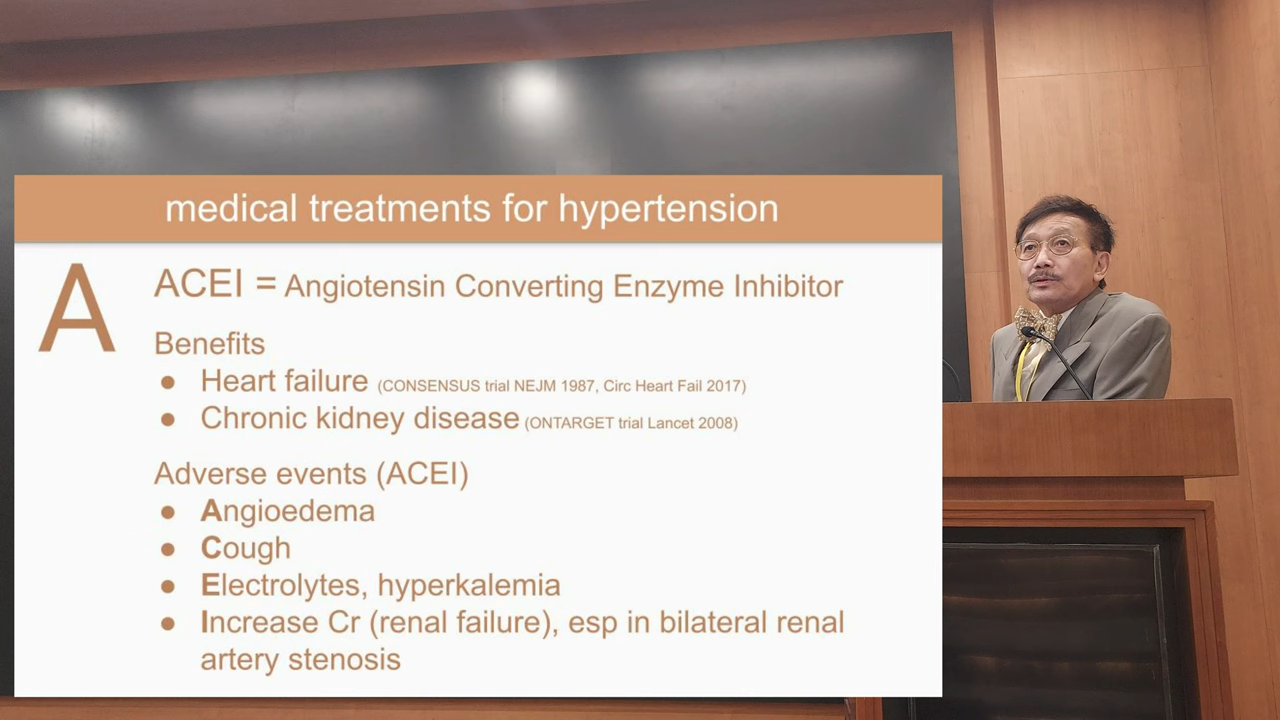 medical treatments for hypertension
A
ACEI = Angiotensin Converting Enzyme Inhibitor
Benefits
● Heart failure (CONSENSUS trial NEJM 1987, Circ Heart Fail 2017)
● Chronic kidney disease (ONTARGET trial Lancet 2008)
Adverse events (ACEI)
● Angioedema
● Cough
● Electrolytes, hyperkalemia
● Increase Cr (renal failure), esp in bilateral renal
artery stenosis